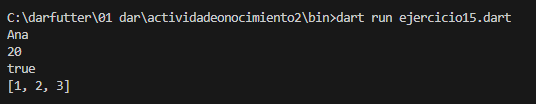 C:\darfutter\01 dar\actividadeonocimiento2\bin>dart run ejercicio15.dart
Ana
20
true
[1, 2, 3]